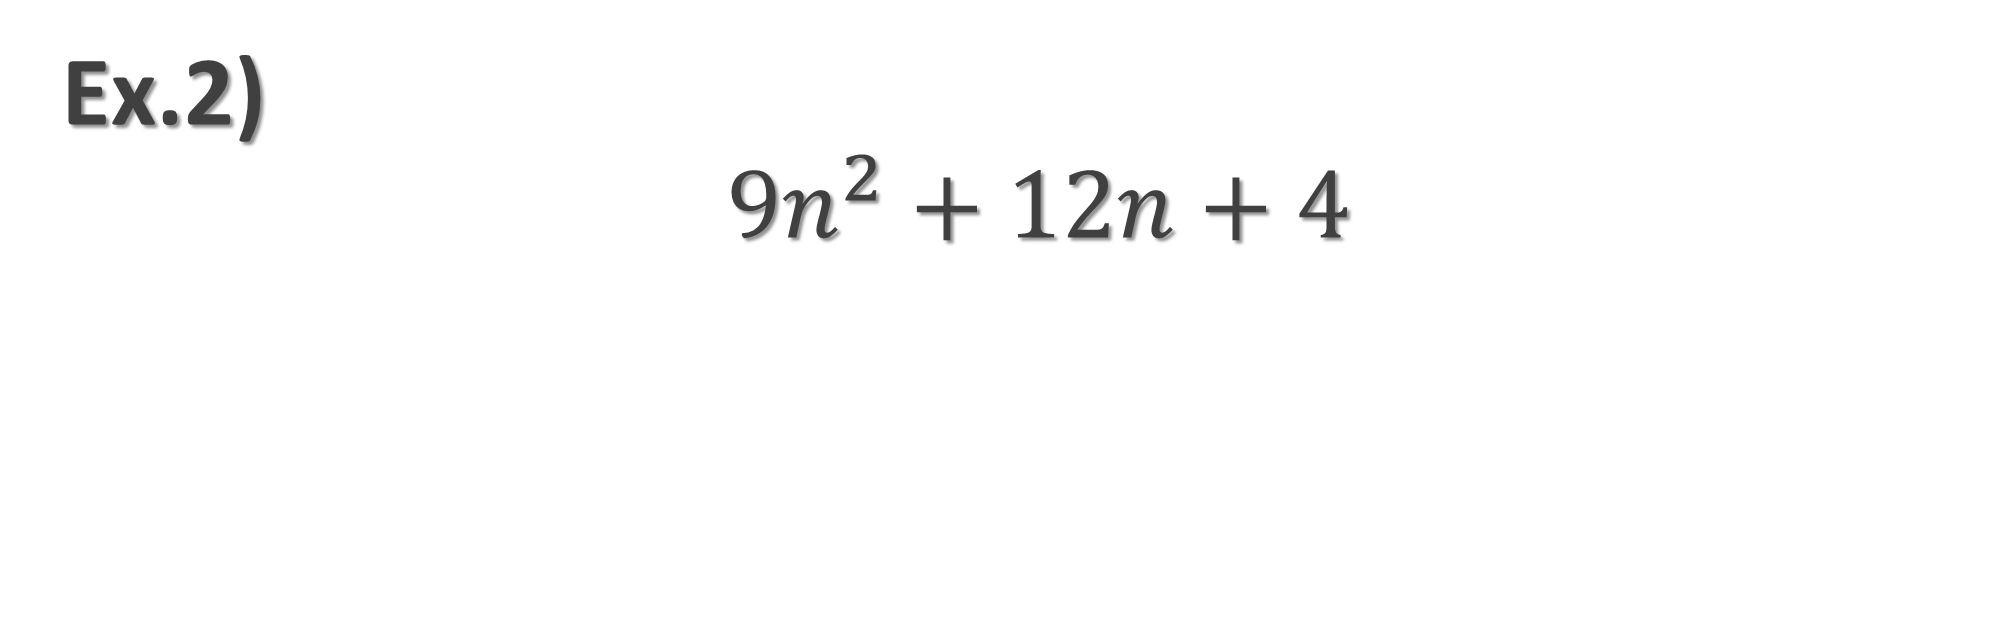 Ex.2)
9n² + 12n + 4